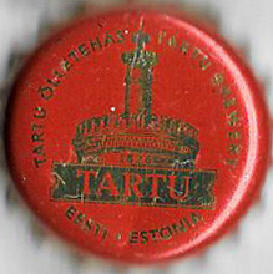 TARTU ÕLLETEHAS • TARTU BREWERY
1826
TARTU
EESTI • ESTONIA